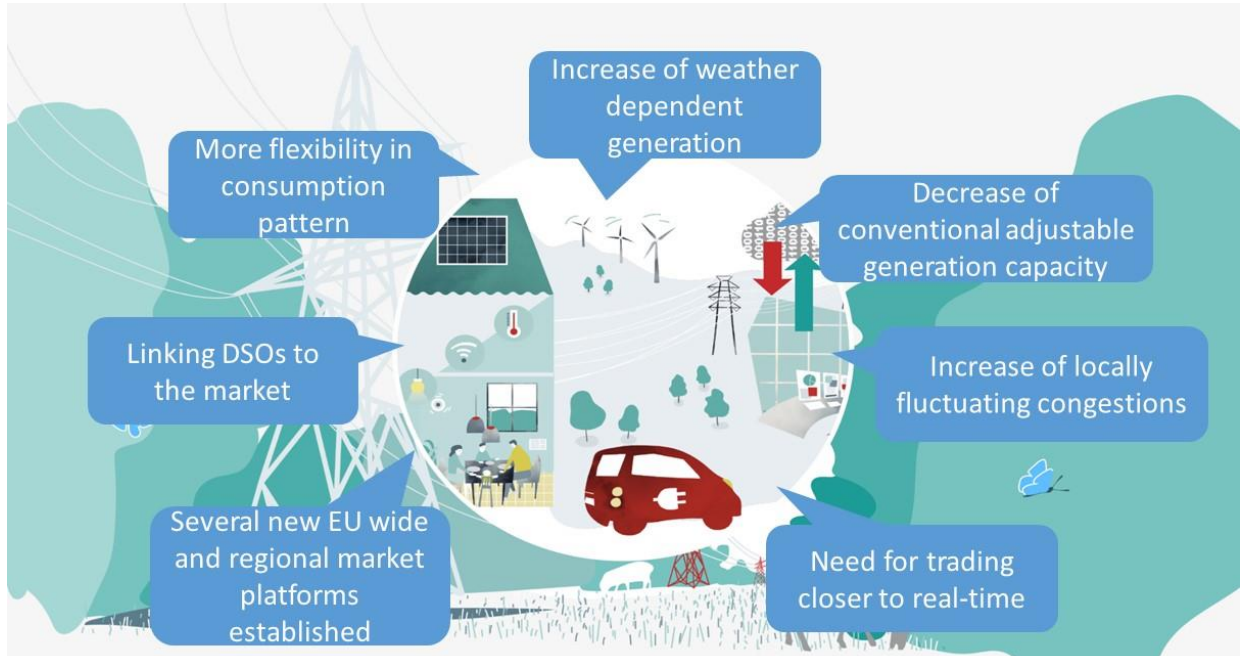 Increase of weather
dependent
generation
More flexibility in
consumption
pattern
Decrease of
conventional adjustable
generation capacity
Linking DSOs to
the market
Increase of locally
fluctuating congestions
Several new EU wide
and regional market
platforms
established
Need for trading
closer to real-time